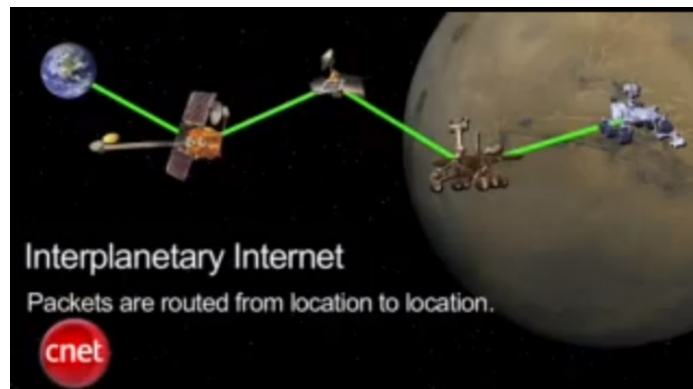 Interplanetary Internet
Packets are routed from location to location.
cnet